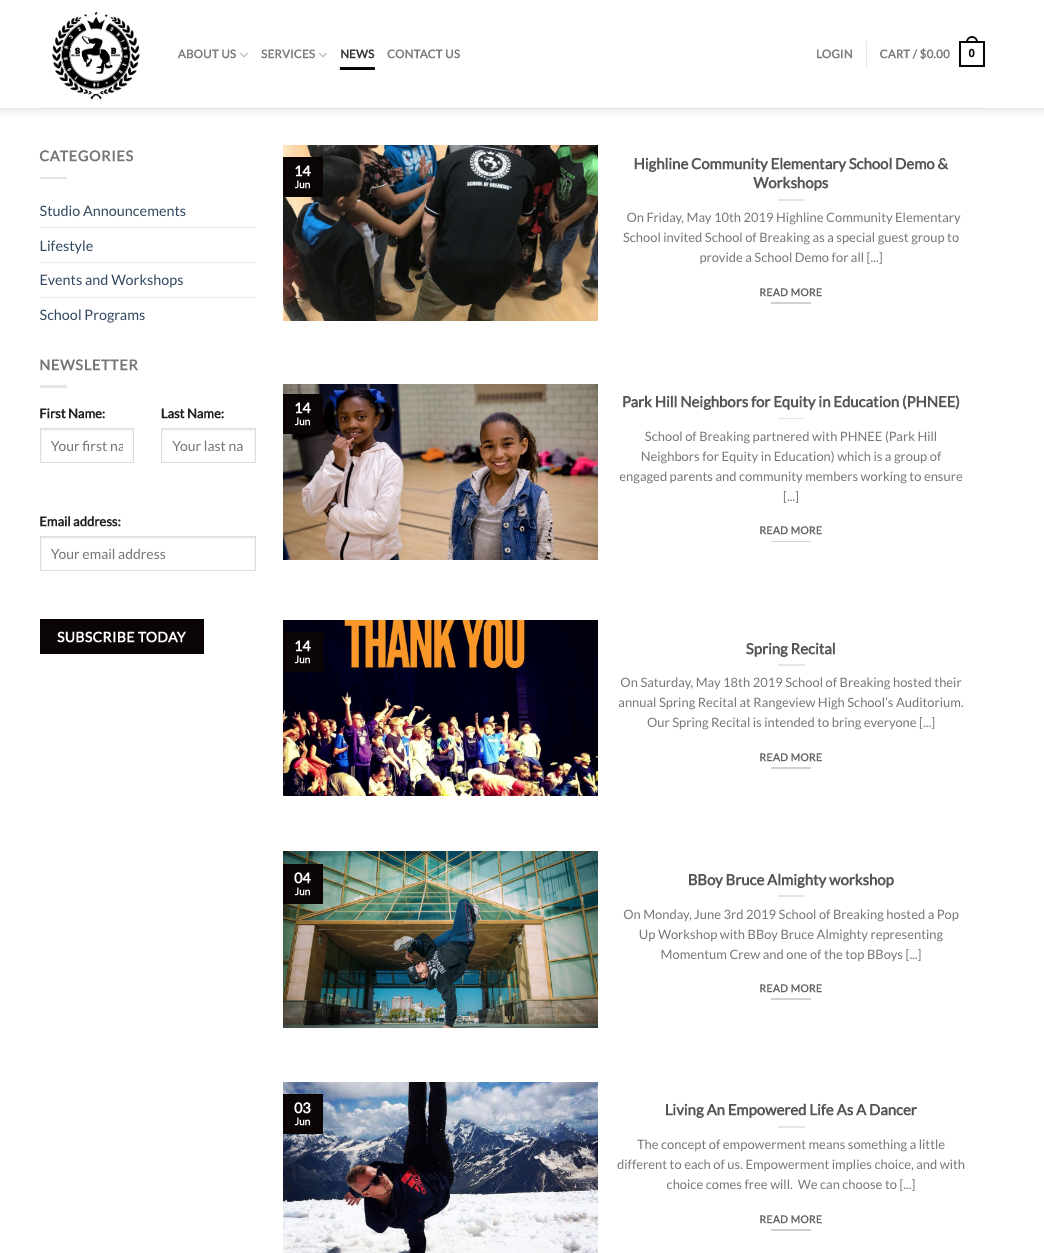 ABOUT US
SERVICES
NEWS
CONTACT US
LOGIN
CART / $0.00
0
CATEGORIES
Studio Announcements
Lifestyle
Events and Workshops
School Programs
NEWSLETTER
First Name:
Last Name:
Your first na
Your last na
Email address:
Your email address
SUBSCRIBE TODAY
14
Jun
SCHOOL OF BREAKING
Highline Community Elementary School Demo &
Workshops
On Friday, May 10th 2019 Highline Community Elementary
School invited School of Breaking as a special guest group to
provide a School Demo for all [...]
READ MORE
14
Jun
Park Hill Neighbors for Equity in Education (PHNEE)
School of Breaking partnered with PHNEE (Park Hill
Neighbors for Equity in Education) which is a group of
engaged parents and community members working to ensure
[...]
READ MORE
14
Jun
THANK YOU
Spring Recital
On Saturday, May 18th 2019 School of Breaking hosted their
annual Spring Recital at Rangeview High School's Auditorium.
Our Spring Recital is intended to bring everyone [...]
READ MORE
04
Jun
BBoy Bruce Almighty workshop
On Monday, June 3rd 2019 School of Breaking hosted a Pop
Up Workshop with BBoy Bruce Almighty representing
Momentum Crew and one of the top BBoys [...]
READ MORE
03
Jun
Living An Empowered Life As A Dancer
The concept of empowerment means something a little
different to each of us. Empowerment implies choice, and with
choice comes free will.  We can choose to [...]
READ MORE